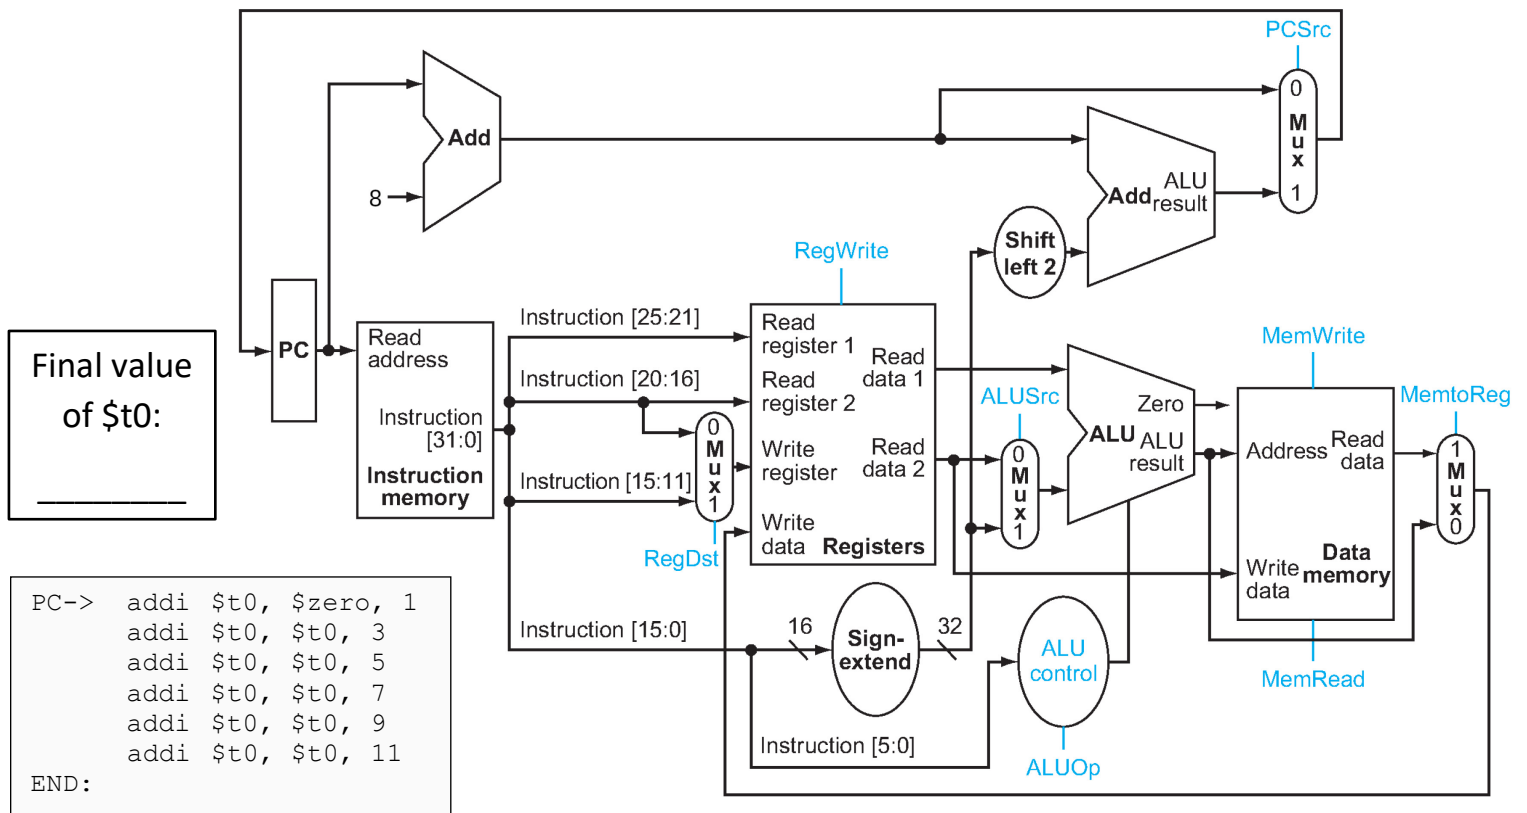 PCSrc
0
M
u
x
1
Add
8
Add
ALU
result
Shift
left 2
RegWrite
Final value
of $t0:
________
PC
Read
address
Instruction
[31:0]
Instruction
memory
Instruction [25:21]
Instruction [20:16]
Instruction [15:11]
0
M
u
x
1
RegDst
Read
register 1
Read
register 2
Write
register
Write
data
Read
data 1
Read
data 2
Registers
ALUSrc
0
M
u
x
1
Zero
ALU
ALU
result
MemWrite
Address
Read
data
Write
data
Data
memory
MemRead
MemtoReg
1
M
u
x
0
Instruction [15:0]
16
Sign-
extend
32
ALU
control
Instruction [5:0]
ALUOp
PC-> addi $t0, $zero, 1
addi $t0, $t0, 3
addi $t0, $t0, 5
addi $t0, $t0, 7
addi $t0, $t0, 9
addi $t0, $t0, 11
END: